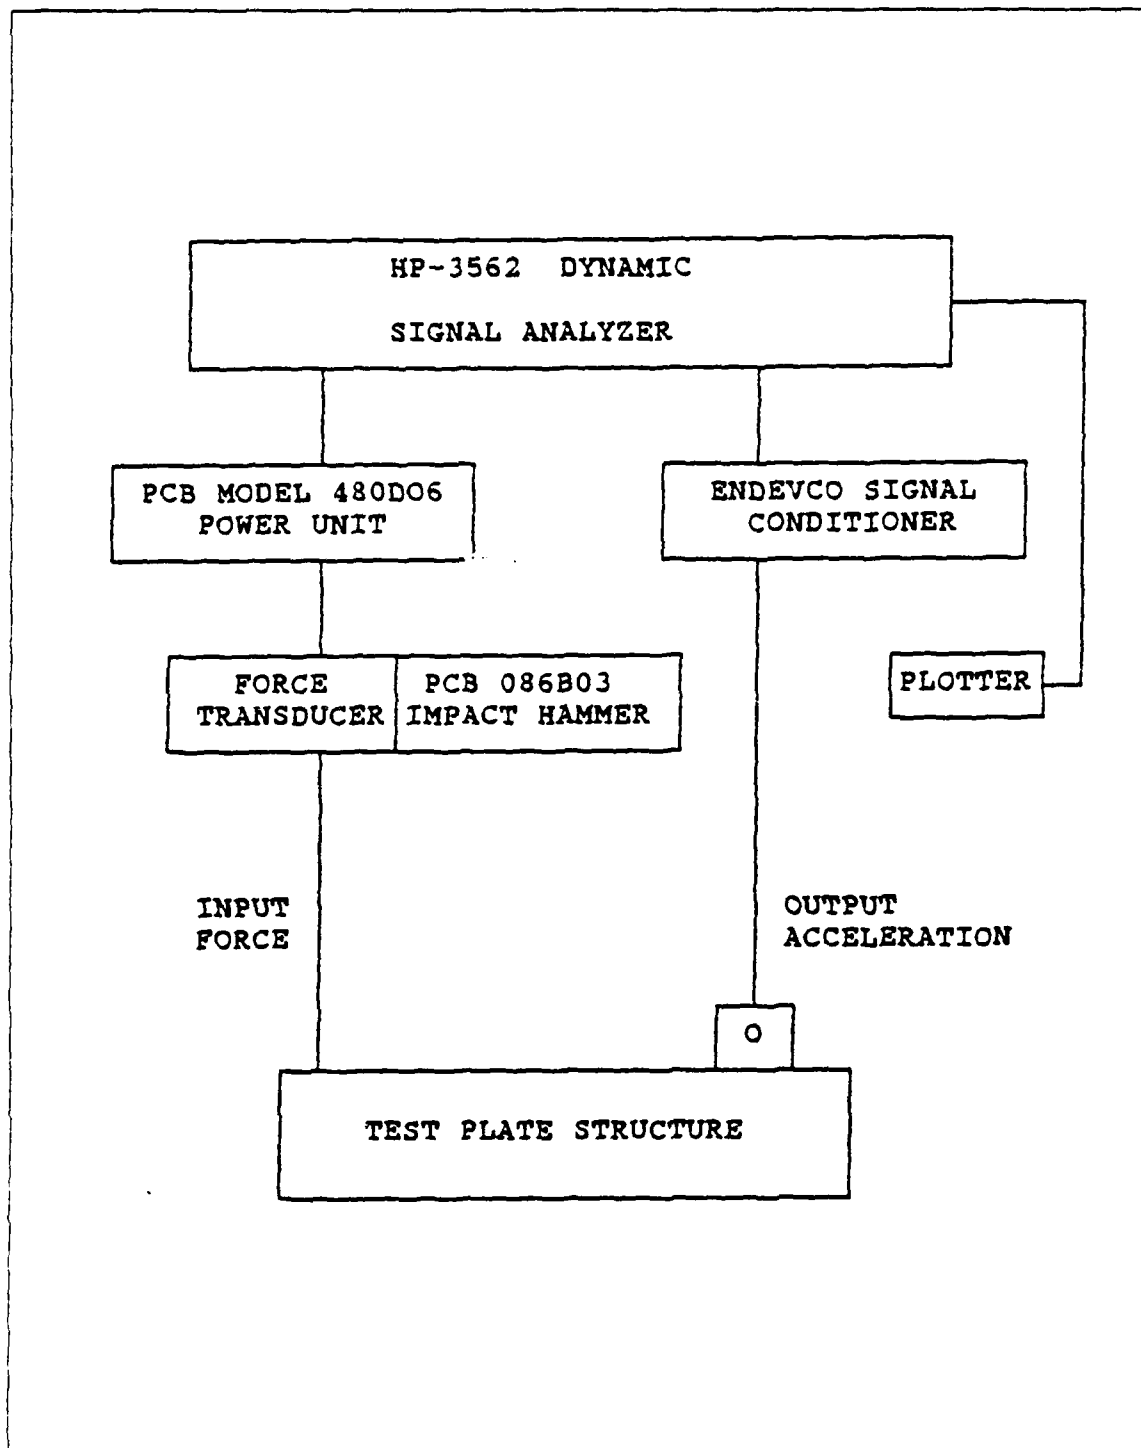 HP-3562 DYNAMIC
SIGNAL ANALYZER
PCB MODEL 480DO6
POWER UNIT
ENDEVCO SIGNAL
CONDITIONER
FORCE
TRANSDUCER
PCB 086B03
IMPACT HAMMER
PLOTTER
INPUT
FORCE
OUTPUT
ACCELERATION
O
TEST PLATE STRUCTURE